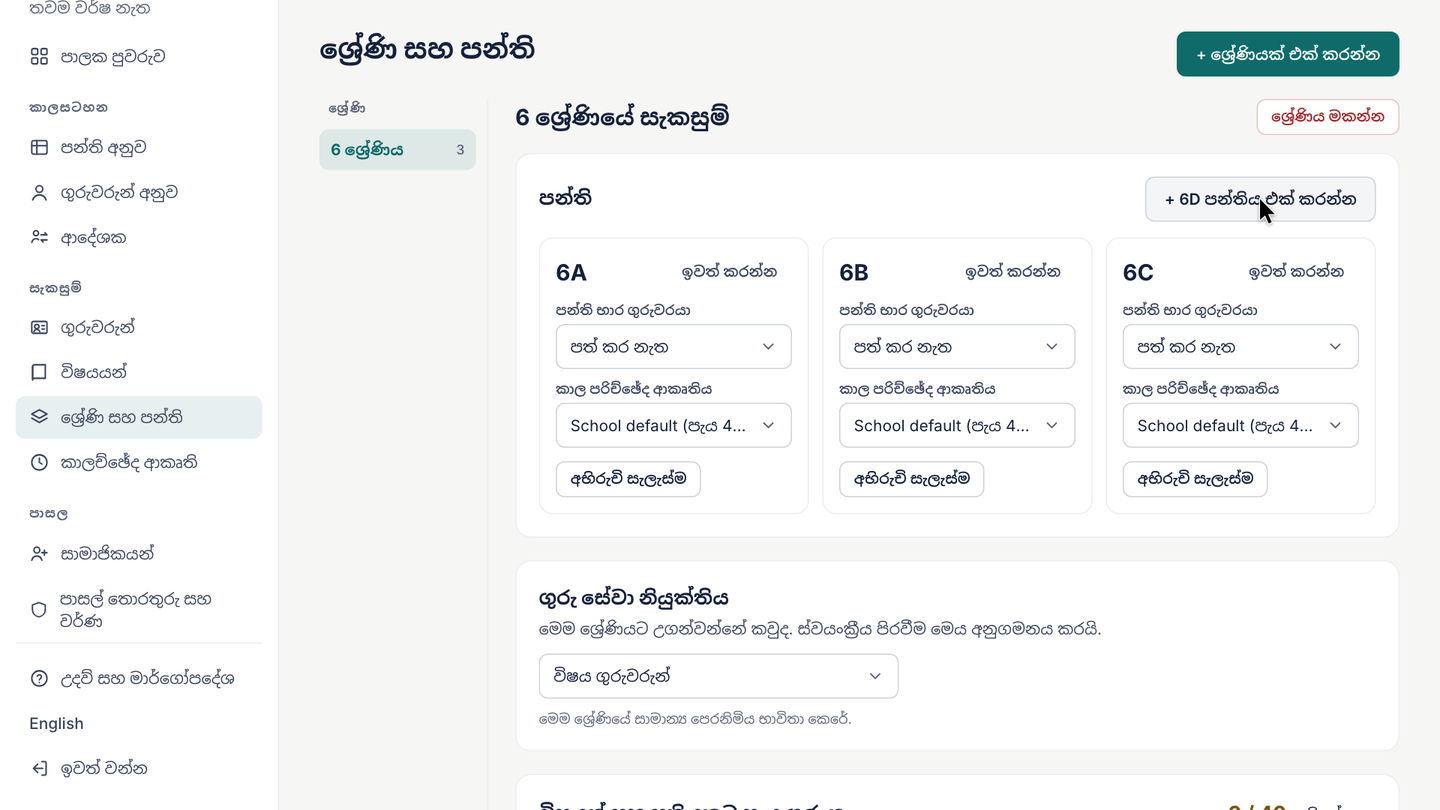 තවම වර්ෂ නැත
පාලක පුවරුව
කාලසටහන
පන්ති අනුව
ගුරුවරුන් අනුව
ආදේශක
සැකසුම්
ගුරුවරුන්
විෂයයන්
ශ්‍රේණි සහ පන්ති
කාලච්ඡේද ආකෘති
පාසල
සාමාජිකයන්
පාසල් තොරතුරු සහ
වර්ණ
උදව් සහ මාර්ගෝපදේශ
English
ඉවත් වන්න
ශ්‍රේණි සහ පන්ති
+ ශ්‍රේණියක් එක් කරන්න
ශ්‍රේණි
6 ශ්‍රේණිය 3
6 ශ්‍රේණියේ සැකසුම්
ශ්‍රේණිය මකන්න
පන්ති
+ 6D පන්තිය එක් කරන්න
6A ඉවත් කරන්න
පන්ති භාර ගුරුවරයා
පත් කර නැත
කාල පරිච්ඡේද ආකෘතිය
School default (පැය 4...
අභිරුචි සැලැස්ම
6B ඉවත් කරන්න
පන්ති භාර ගුරුවරයා
පත් කර නැත
කාල පරිච්ඡේද ආකෘතිය
School default (පැය 4...
අභිරුචි සැලැස්ම
6C ඉවත් කරන්න
පන්ති භාර ගුරුවරයා
පත් කර නැත
කාල පරිච්ඡේද ආකෘතිය
School default (පැය 4...
අභිරුචි සැලැස්ම
ගුරු සේවා නියුක්තිය
මෙම ශ්‍රේණියට උගන්වන්නේ කවුද. ස්වයංක්‍රීය පිරවීම මෙය අනුගමනය කරයි.
විෂය ගුරුවරුන්
මෙම ශ්‍රේණියේ සාමාන්‍ය පෙරනිමිය භාවිතා කෙරේ.